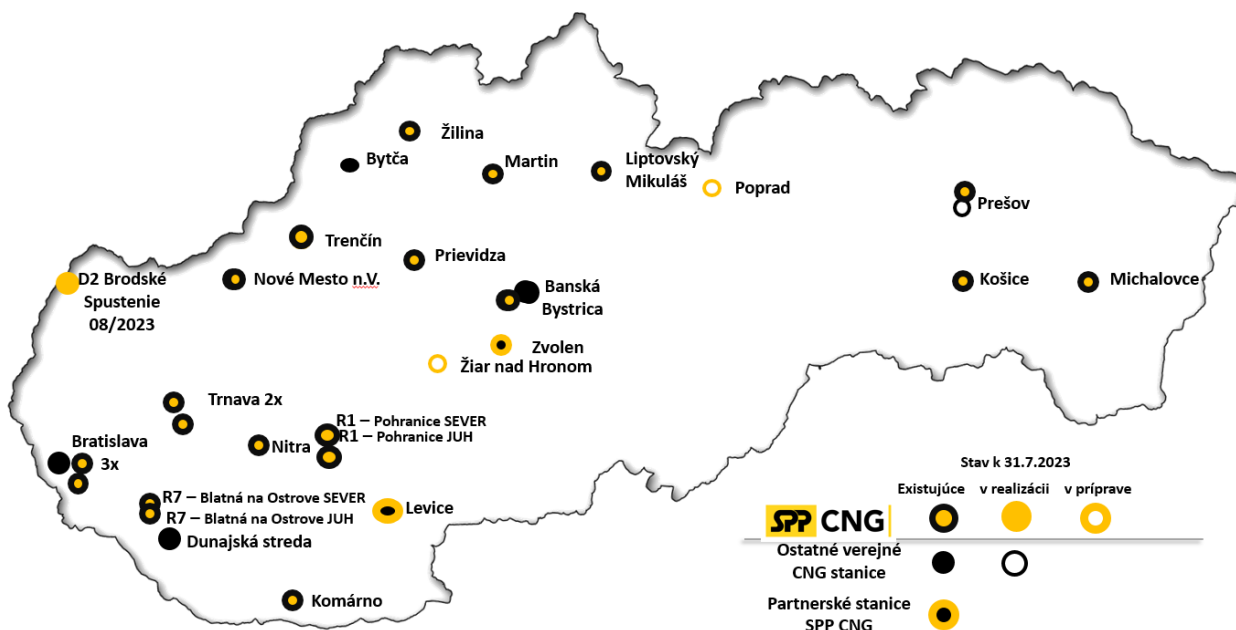 Žilina
Bytča
Martin
Liptovský
Mikuláš
Poprad
Prešov
Trenčín
Prievidza
D2 Brodské
Spustenie
08/2023
Nové Mesto n.V.
Banská
Bystrica
Košice
Michalovce
Zvolen
Žiar nad Hronom
Trnava 2x
R1 – Pohranice SEVER
R1 – Pohranice JUH
Nitra
Bratislava
3x
R7 – Blatná na Ostrove SEVER
R7 – Blatná na Ostrove JUH
Levice
Dunajská streda
Komárno
Stav k 31.7.2023
Existujúce v realizácii v príprave
SPP CNG
Ostatné verejné
CNG stanice
Partnerské stanice
SPP CNG